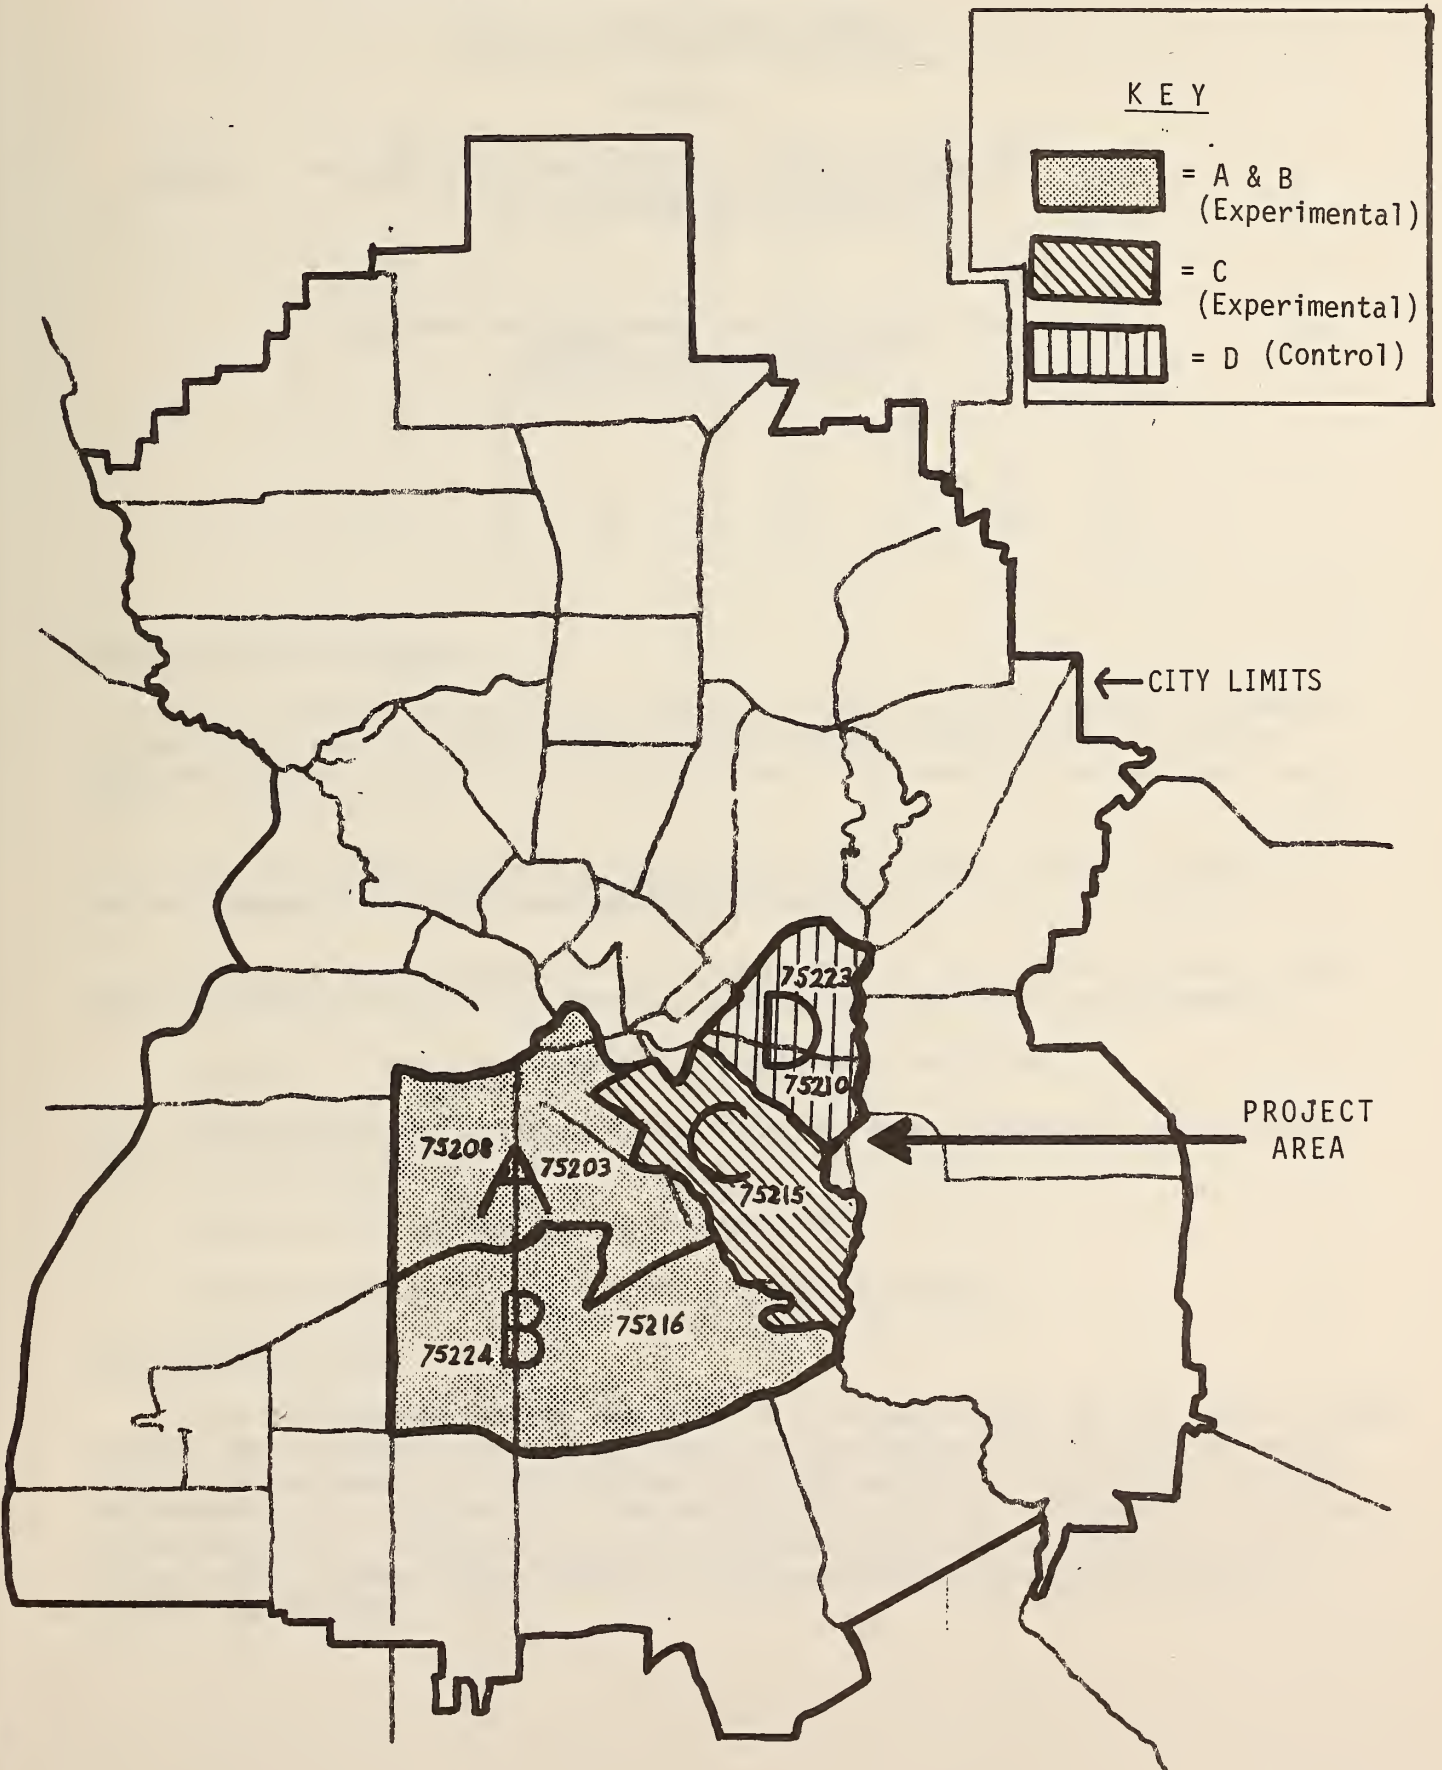 K E Y
= A & B
(Experimental)
= C
(Experimental)
= D (Control)
CITY LIMITS
75223
D
75210
PROJECT
AREA
C
75215
75208
A
75203
B
75216
75224